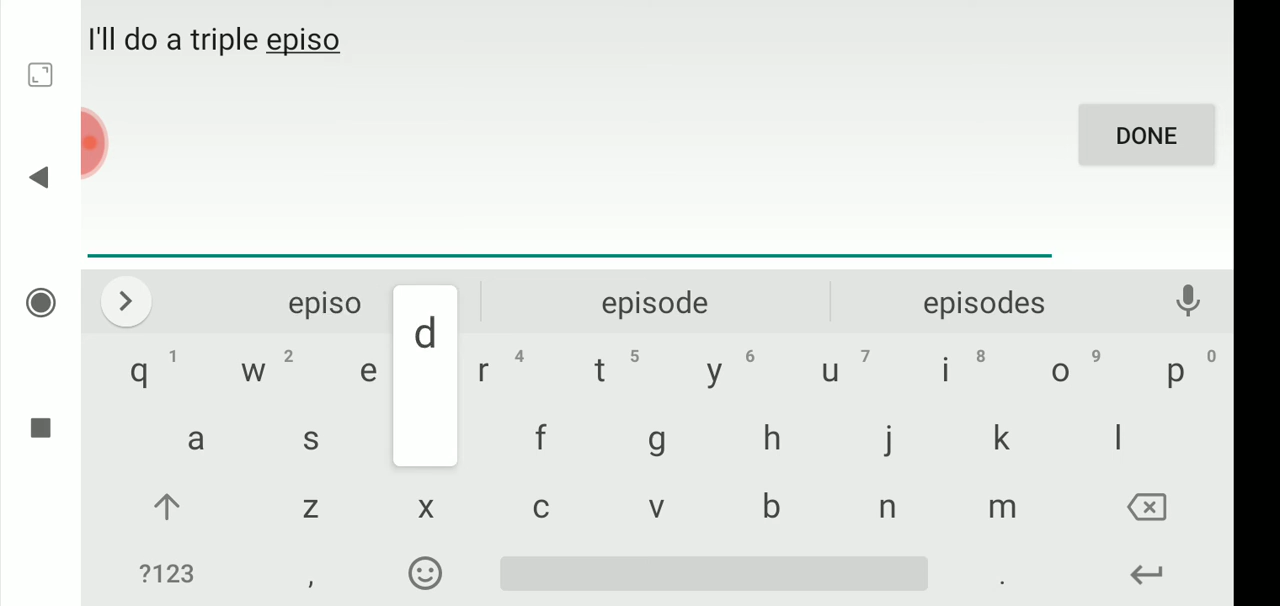 I'll do a triple episo
DONE
episo episode episodes
d
q 1 w 2 e r 4 t 5 y 6 u 7 i 8 o 9 p 0
a s f g h j k l
z x c v b n m
?123 , .